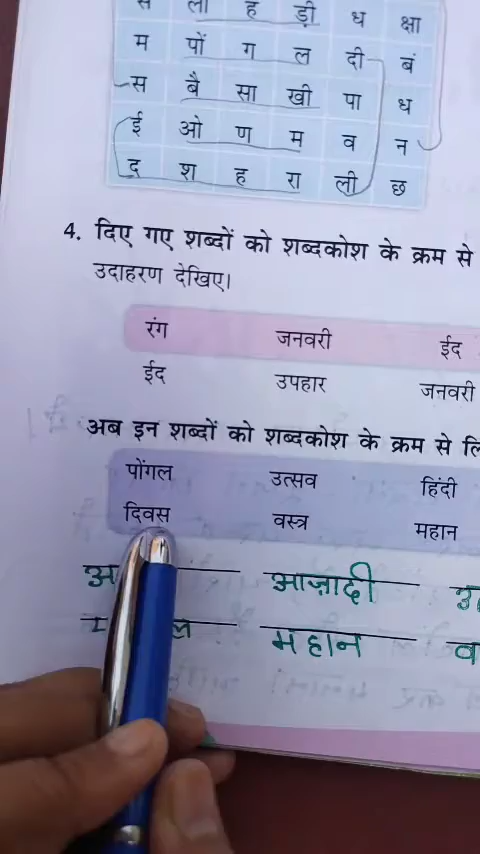 स ला ह ड़ी ध क्षा
म पों ग ल दी बं
स बै सा खी पा ध
ई ओ ण म व न
द श ह रा ली छ
4. दिए गए शब्दों को शब्दकोश के क्रम से
उदाहरण देखिए।
रंग जनवरी ईद
ईद उपहार जनवरी
अब इन शब्दों को शब्दकोश के क्रम से
पोंगल उत्सव हिंदी
दिवस वस्त्र महान
आज़ादी
महान